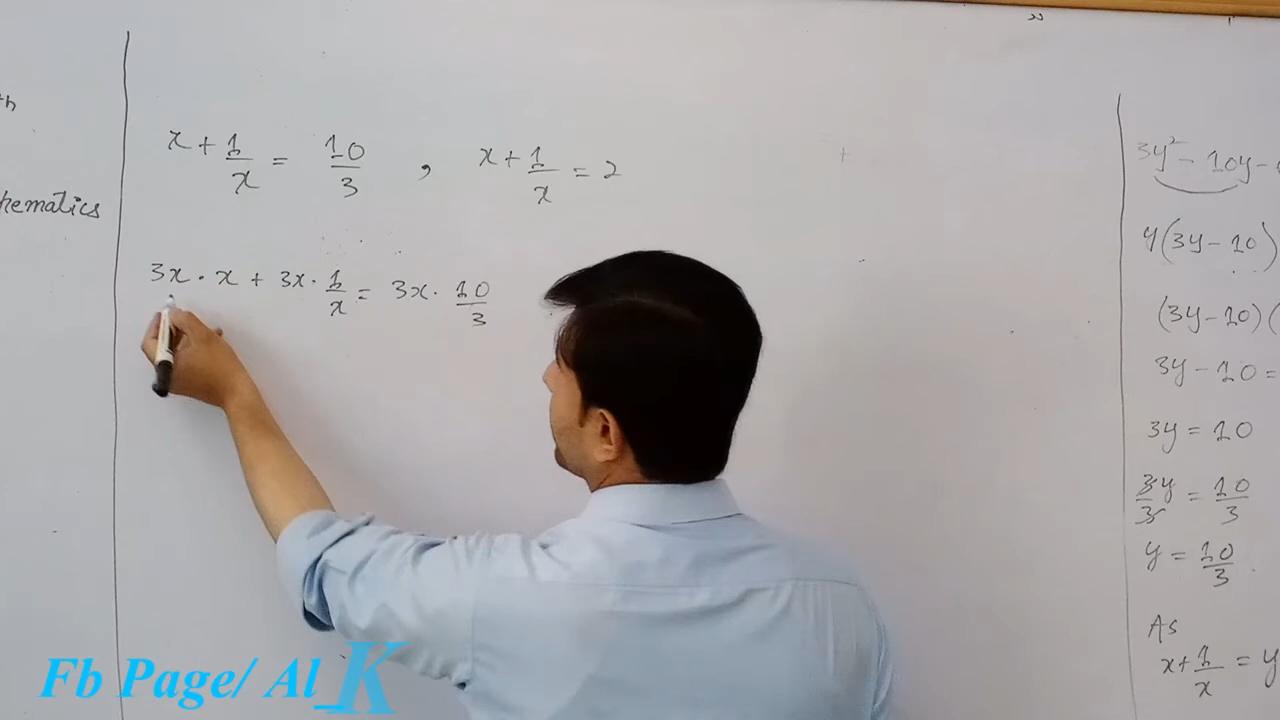 th
hematics
x + 1/x = 10/3 , x + 1/x = 2
3x · x + 3x · 1/x = 3x · 10/3
3y² - 10y -
y(3y - 10)
(3y - 10)(
3y - 10 =
3y = 10
3y/3 = 10/3
y = 10/3
As
x + 1/x = y
Fb Page/ Al_K